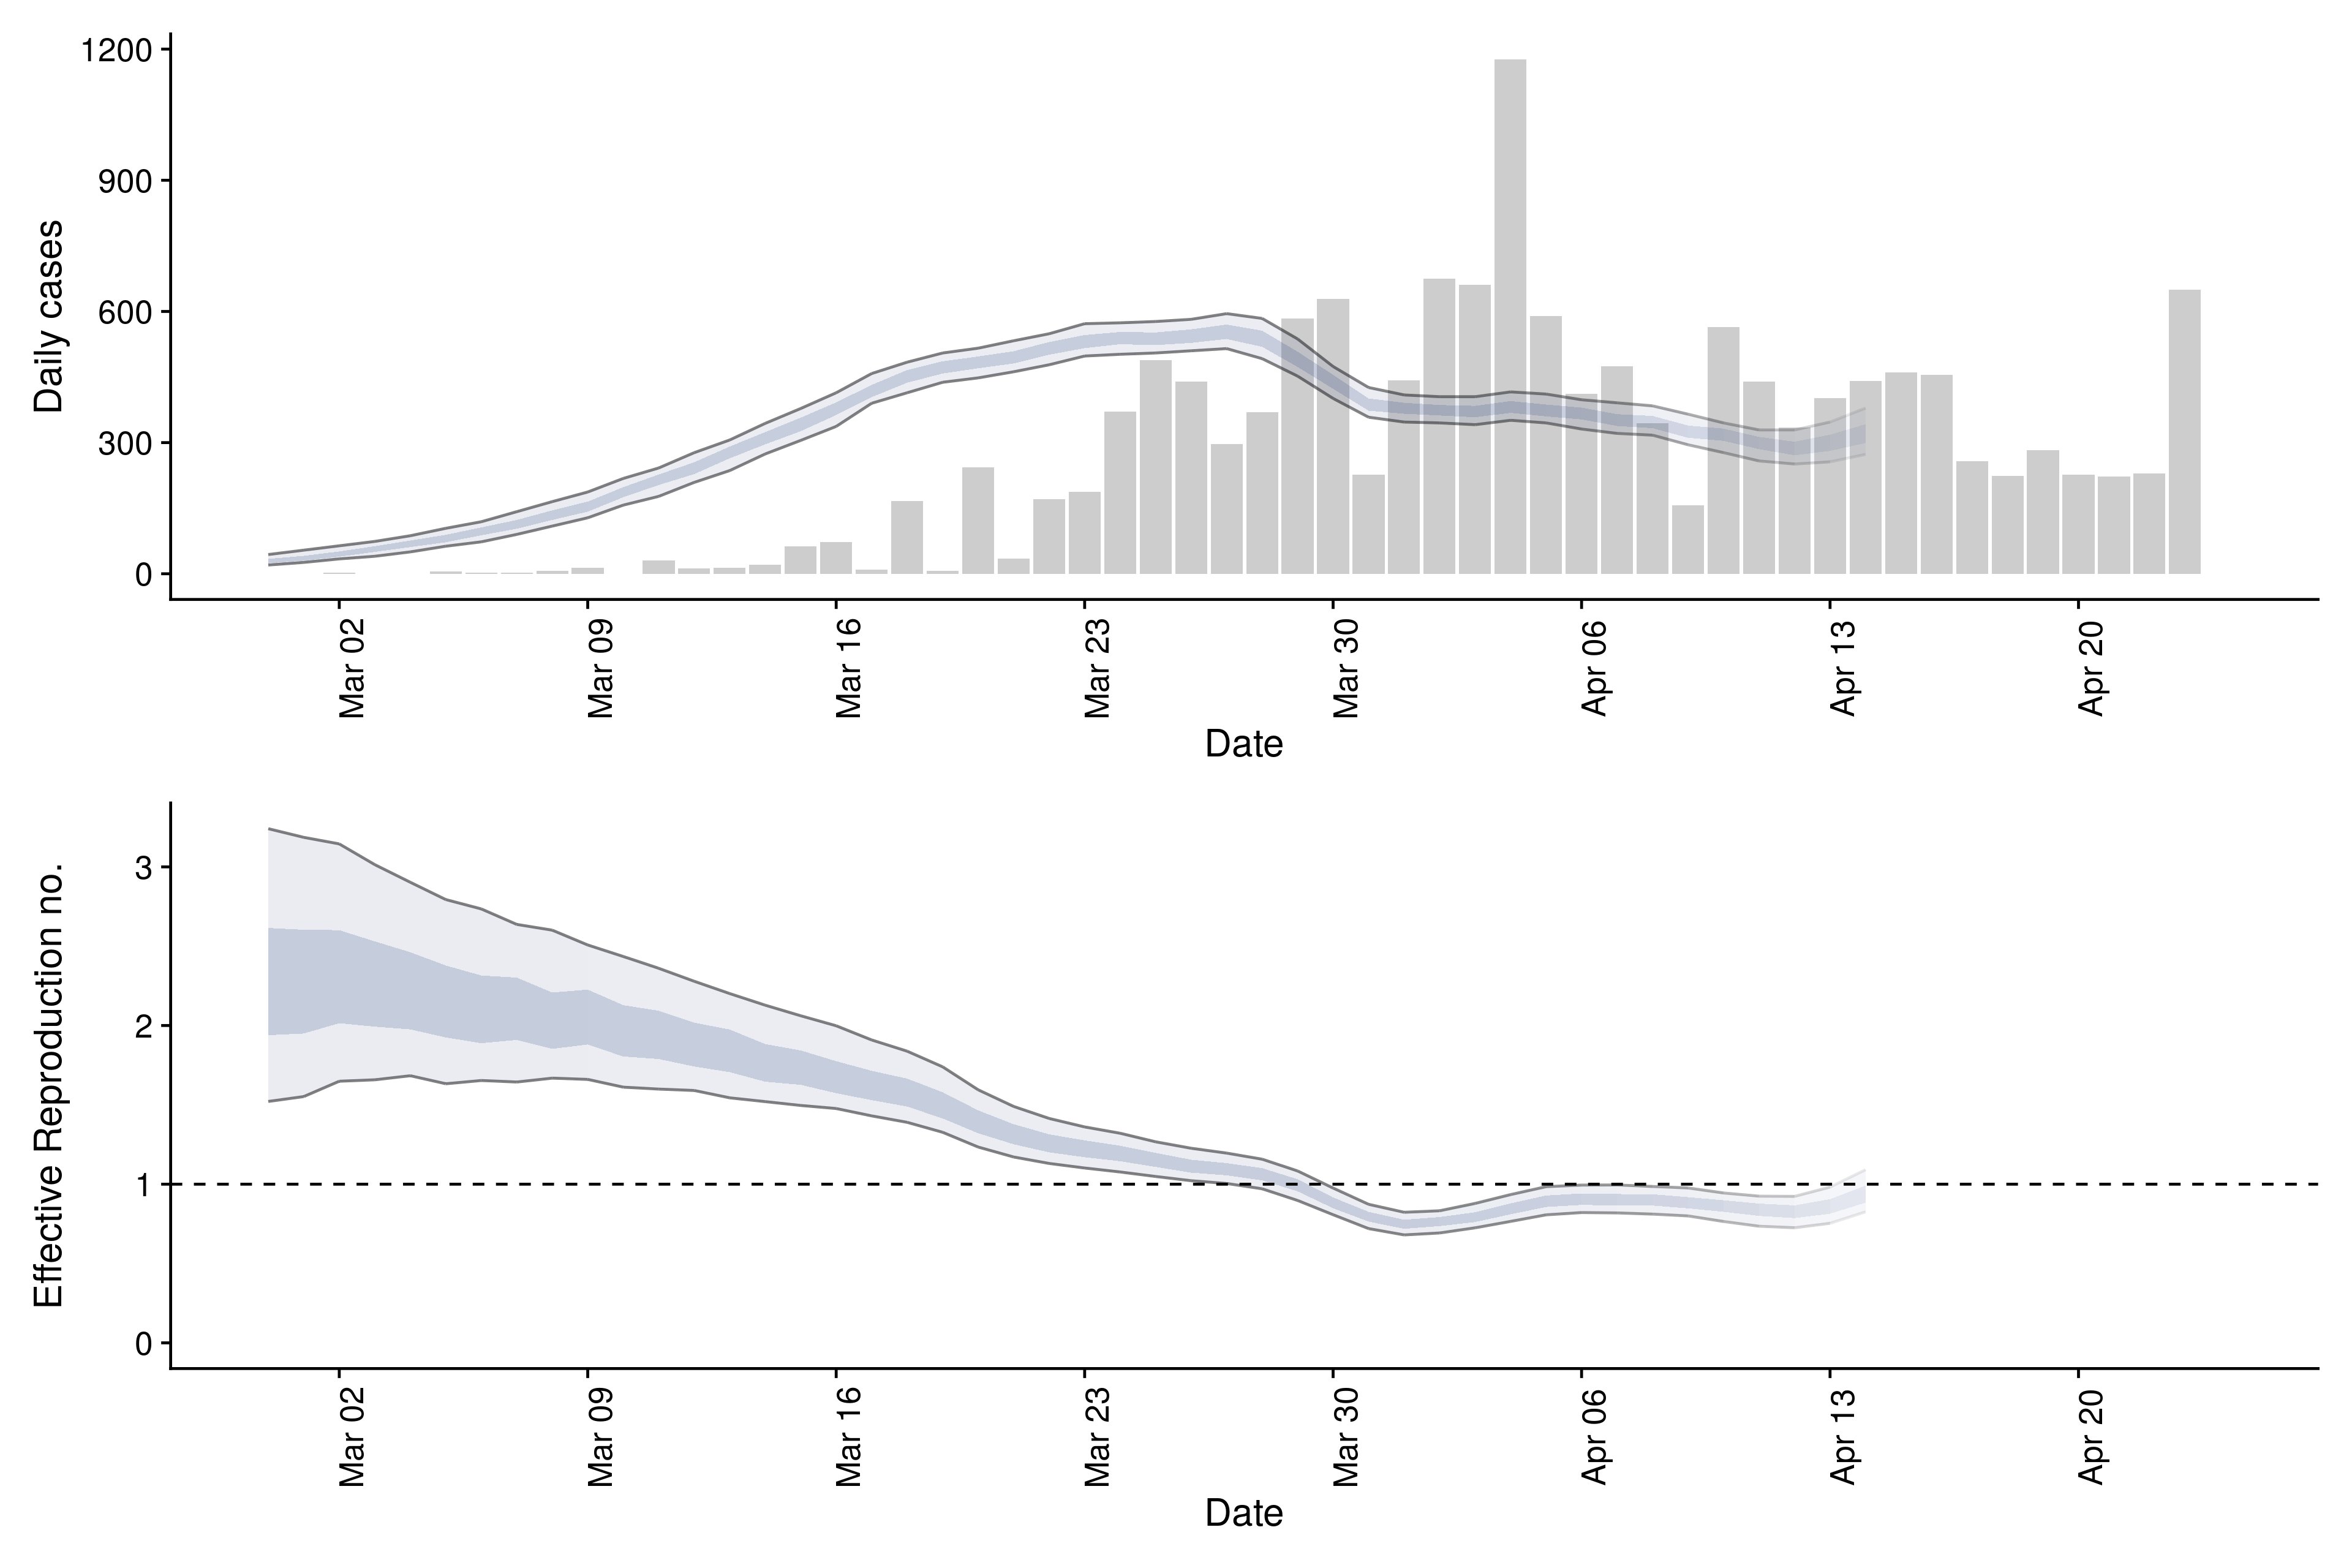 1200
900
600
300
0
Daily cases
Mar 02
Mar 09
Mar 16
Mar 23
Mar 30
Apr 06
Apr 13
Apr 20
Date
3
2
1
0
Effective Reproduction no.
Mar 02
Mar 09
Mar 16
Mar 23
Mar 30
Apr 06
Apr 13
Apr 20
Date